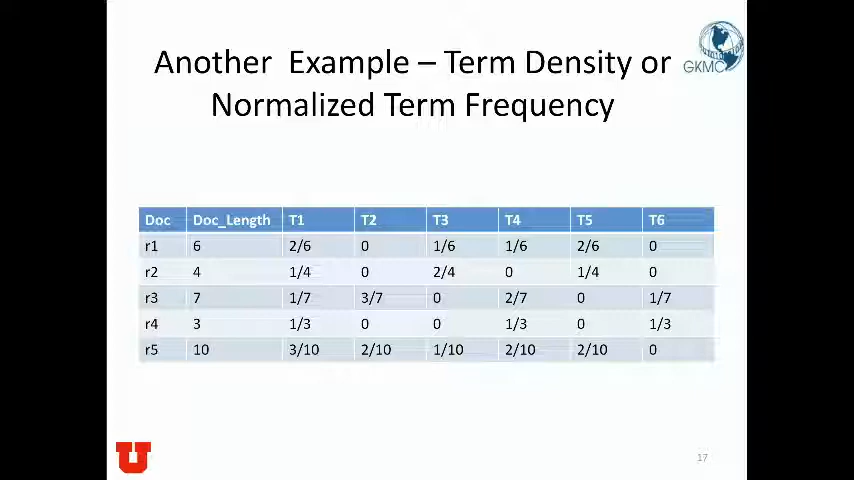 Another Example – Term Density or
Normalized Term Frequency
GKMC
Doc Doc_Length T1 T2 T3 T4 T5 T6
r1 6 2/6 0 1/6 1/6 2/6 0
r2 4 1/4 0 2/4 0 1/4 0
r3 7 1/7 3/7 0 2/7 0 1/7
r4 3 1/3 0 0 1/3 0 1/3
r5 10 3/10 2/10 1/10 2/10 2/10 0
U
17